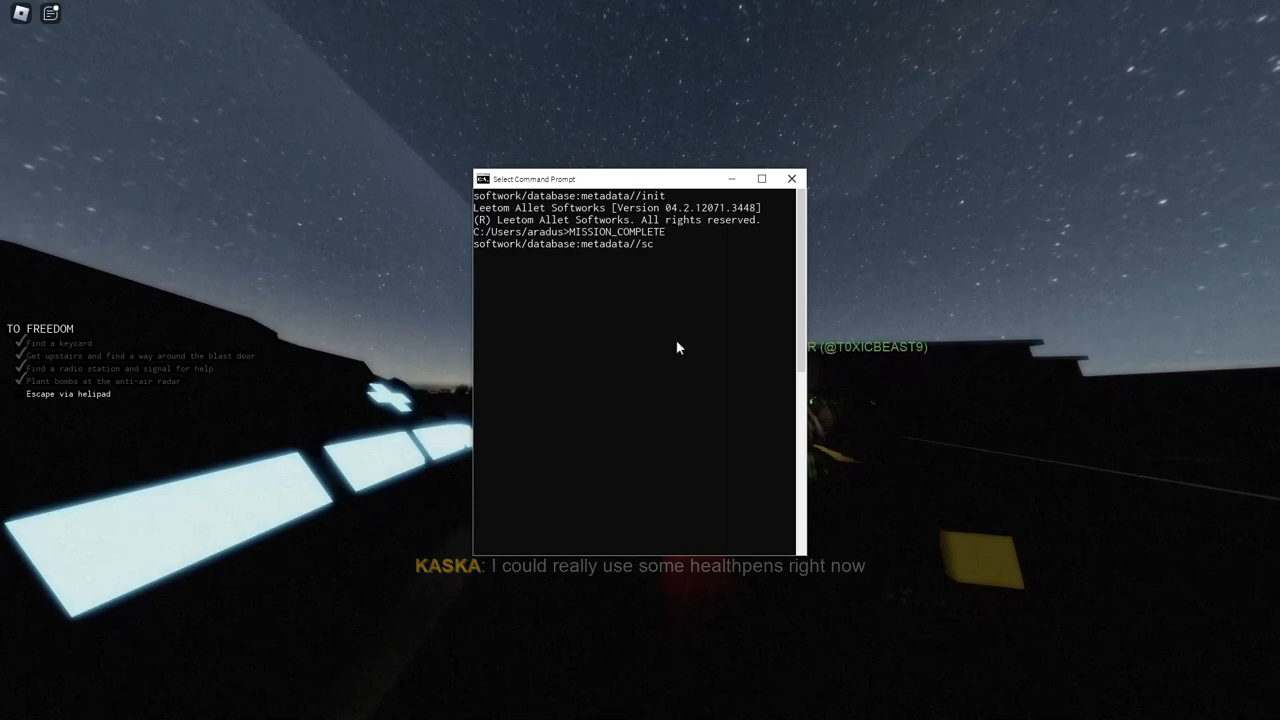 Select Command Prompt
softwork/database:metadata//init
Leetom Allet Softworks [Version 04.2.12071.3448]
(R) Leetom Allet Softworks. All rights reserved.
C:/Users/aradus>MISSION_COMPLETE
softwork/database:metadata//sc
TO FREEDOM
Find a keycard
Get upstairs and find a way around the blast door
Find a radio station and signal for help
Plant bombs at the anti-air radar
Escape via helipad
R (@T0XICBEAST9)
KASKA: I could really use some healthpens right now